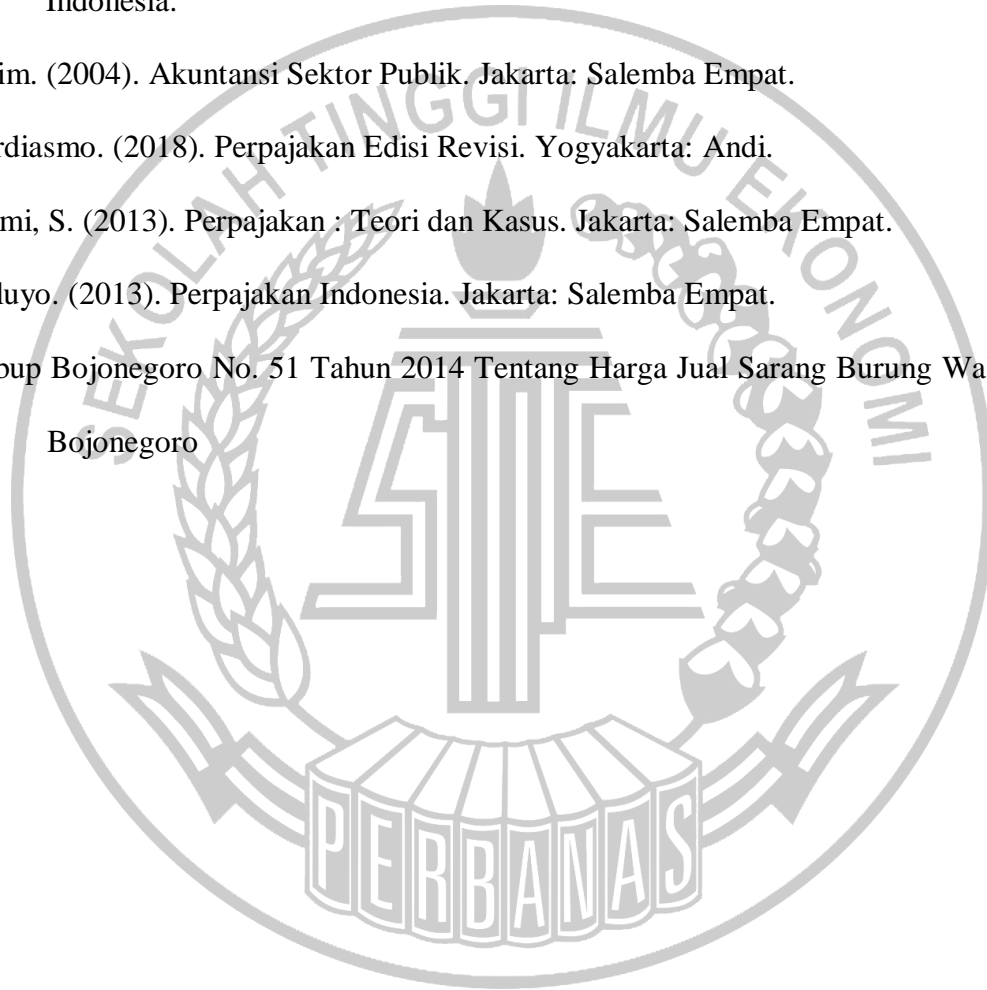 Indonesia.
im. (2004). Akuntansi Sektor Publik. Jakarta: Salemba Empat.
rdiasmo. (2018). Perpajakan Edisi Revisi. Yogyakarta: Andi.
mi, S. (2013). Perpajakan : Teori dan Kasus. Jakarta: Salemba Empat.
luyo. (2013). Perpajakan Indonesia. Jakarta: Salemba Empat.
bup Bojonegoro No. 51 Tahun 2014 Tentang Harga Jual Sarang Burung Wa
Bojonegoro
SEKOLAH TINGGI ILMU EKONOMI
STIE
PERBANAS